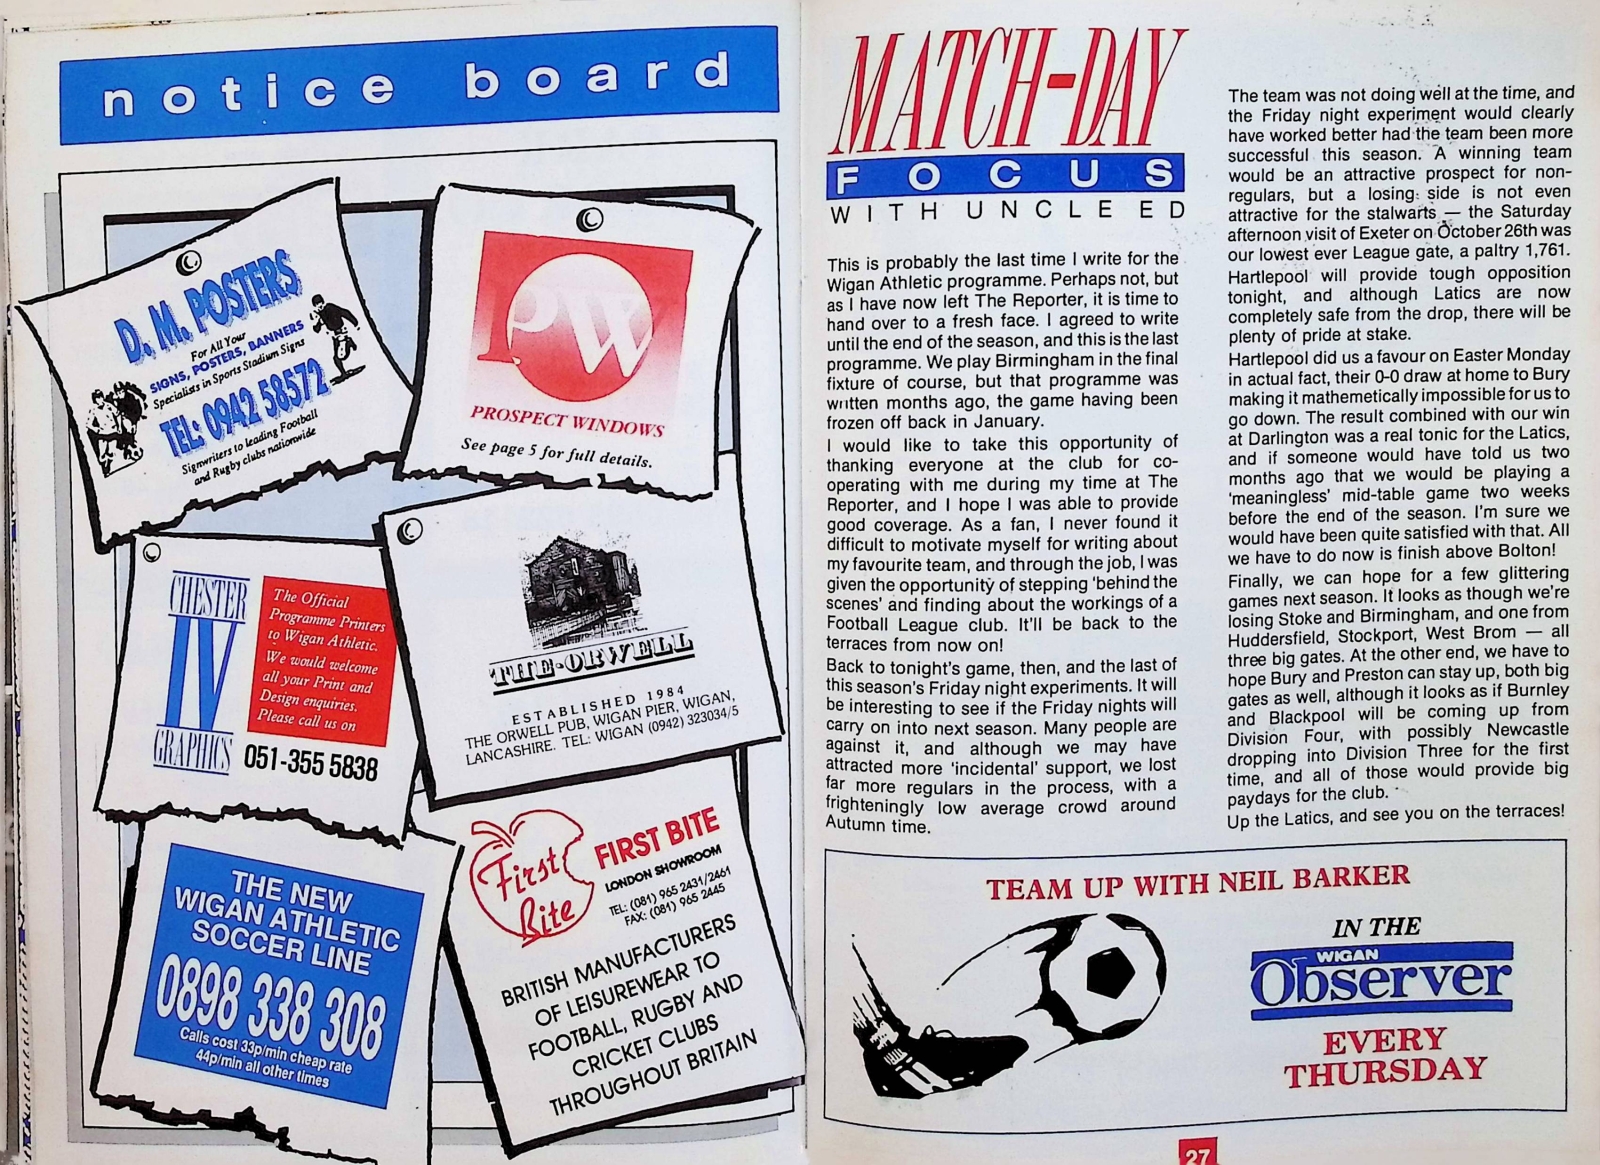 notice board
D. M. POSTERS
For All Your
SIGNS, POSTERS, BANNERS
Specialists in Sports Stadium Signs
TEL: 0942 58572
Signwriters to leading Football
and Rugby clubs nationwide
PW
PROSPECT WINDOWS
See page 5 for full details.
CHESTER
IV
GRAPHICS
The Official
Programme Printers
to Wigan Athletic.
We would welcome
all your Print and
Design enquiries.
Please call us on
051-355 5838
THE·ORWELL
ESTABLISHED 1984
THE ORWELL PUB, WIGAN PIER, WIGAN,
LANCASHIRE. TEL: WIGAN (0942) 323034/5
THE NEW
WIGAN ATHLETIC
SOCCER LINE
0898 338 308
Calls cost 33p/min cheap rate
44p/min all other times
First
Bite
FIRST BITE
LONDON SHOWROOM
TEL: (081) 965 2431/2461
FAX: (081) 965 2445
BRITISH MANUFACTURERS
OF LEISUREWEAR TO
FOOTBALL, RUGBY AND
CRICKET CLUBS
THROUGHOUT BRITAIN
MATCH-DAY
FOCUS
WITH UNCLE ED
This is probably the last time I write for the
Wigan Athletic programme. Perhaps not, but
as I have now left The Reporter, it is time to
hand over to a fresh face. I agreed to write
until the end of the season, and this is the last
programme. We play Birmingham in the final
fixture of course, but that programme was
written months ago, the game having been
frozen off back in January.
I would like to take this opportunity of
thanking everyone at the club for co-
operating with me during my time at The
Reporter, and I hope I was able to provide
good coverage. As a fan, I never found it
difficult to motivate myself for writing about
my favourite team, and through the job, I was
given the opportunity of stepping 'behind the
scenes' and finding about the workings of a
Football League club. It'll be back to the
terraces from now on!
Back to tonight's game, then, and the last of
this season's Friday night experiments. It will
be interesting to see if the Friday nights will
carry on into next season. Many people are
against it, and although we may have
attracted more 'incidental' support, we lost
far more regulars in the process, with a
frighteningly low average crowd around
Autumn time.
The team was not doing well at the time, and
the Friday night experiment would clearly
have worked better had the team been more
successful this season. A winning team
would be an attractive prospect for non-
regulars, but a losing side is not even
attractive for the stalwarts — the Saturday
afternoon visit of Exeter on October 26th was
our lowest ever League gate, a paltry 1,761.
Hartlepool will provide tough opposition
tonight, and although Latics are now
completely safe from the drop, there will be
plenty of pride at stake.
Hartlepool did us a favour on Easter Monday
in actual fact, their 0-0 draw at home to Bury
making it mathemetically impossible for us to
go down. The result combined with our win
at Darlington was a real tonic for the Latics,
and if someone would have told us two
months ago that we would be playing a
'meaningless' mid-table game two weeks
before the end of the season. I'm sure we
would have been quite satisfied with that. All
we have to do now is finish above Bolton!
Finally, we can hope for a few glittering
games next season. It looks as though we're
losing Stoke and Birmingham, and one from
Huddersfield, Stockport, West Brom — all
three big gates. At the other end, we have to
hope Bury and Preston can stay up, both big
gates as well, although it looks as if Burnley
and Blackpool will be coming up from
Division Four, with possibly Newcastle
dropping into Division Three for the first
time, and all of those would provide big
paydays for the club.
Up the Latics, and see you on the terraces!
TEAM UP WITH NEIL BARKER
IN THE
WIGAN
Observer
EVERY
THURSDAY
27